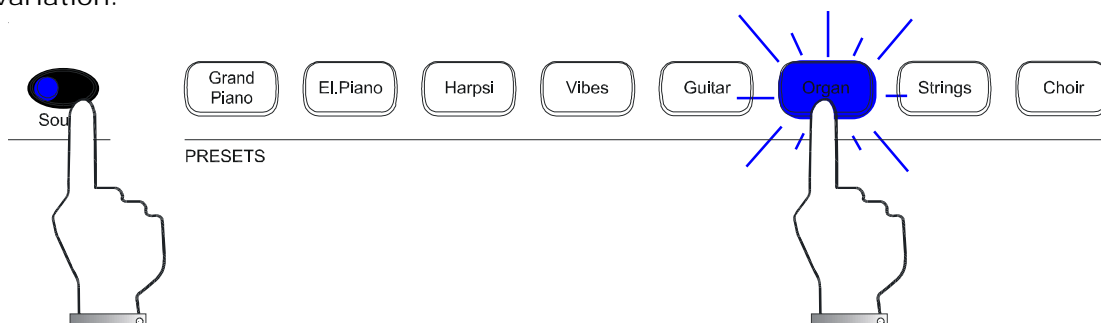 Grand
Piano
El.Piano
Harpsi
Vibes
Guitar
Organ
Strings
Choir
PRESETS